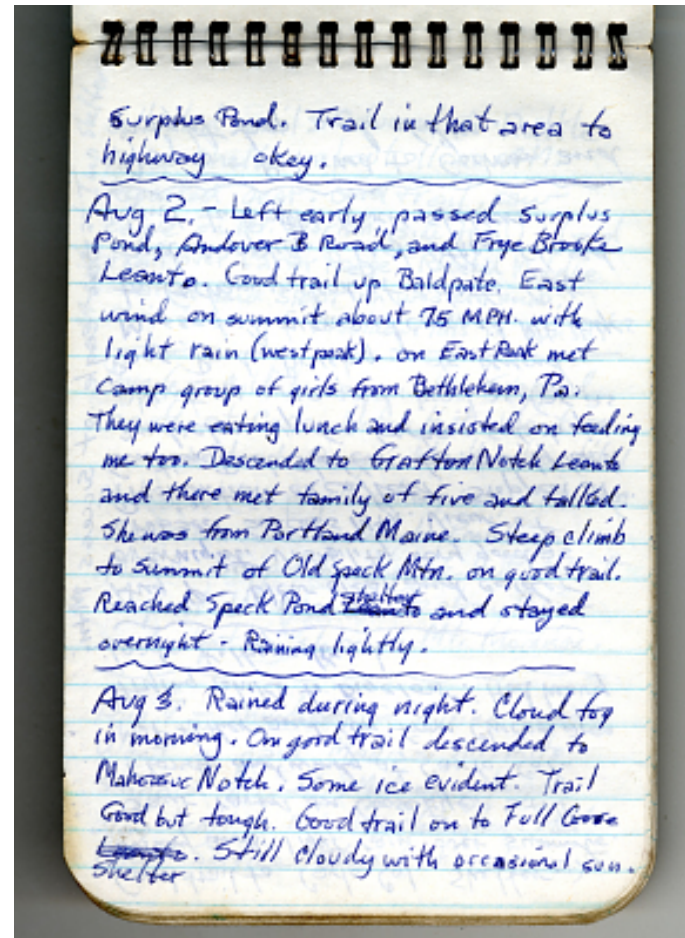 Surplus Pond. Trail in that area to
highway okey.
Aug 2, - Left early, passed Surplus
Pond, Andover B Road, and Frye Brooke
Leanto. Good trail up Baldpate. East
wind on summit about 75 MPH. with
light rain (westpeak). on East Peak met
Camp group of girls from Bethlehem, Pa.
They were eating lunch and insisted on feeding
me too. Descended to Grafton Notch Leanto
and there met family of five and talked.
She was from Portland Maine. Steep climb
to summit of Old Speck Mtn. on good trail.
Reached Speck Pond shelter and stayed
overnight - Raining lightly.
Aug 3. Rained during night. Cloud top
in morning. On good trail descended to
Mahoosuc Notch. Some ice evident. Trail
Good but tough. Good trail on to Full Goose
Shelter. Still cloudy with occasional sun.